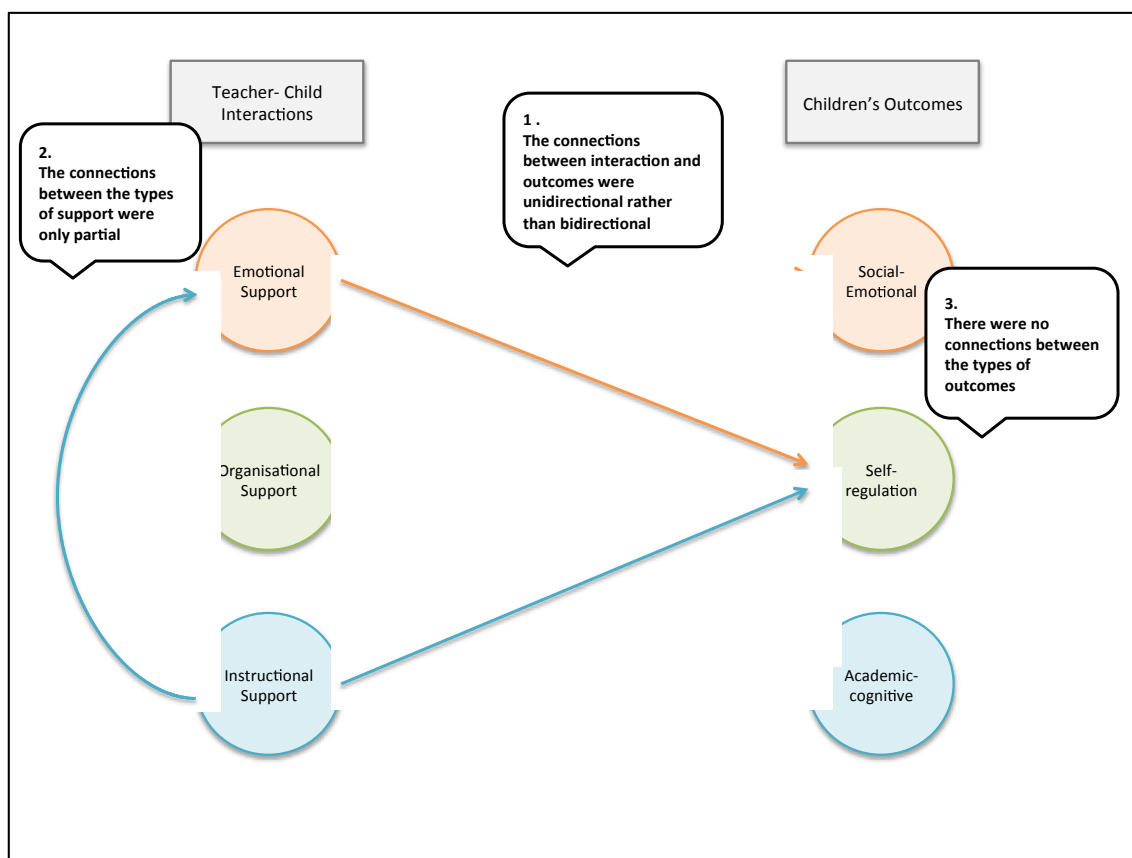 Teacher- Child
Interactions
Children's Outcomes
1 .
The connections
between interaction and
outcomes were
unidirectional rather
than bidirectional
2.
The connections
between the types
of support were
only partial
Emotional
Support
Social-
Emotional
3.
There were no
connections between
the types of
outcomes
Organisational
Support
Self-
regulation
Instructional
Support
Academic-
cognitive